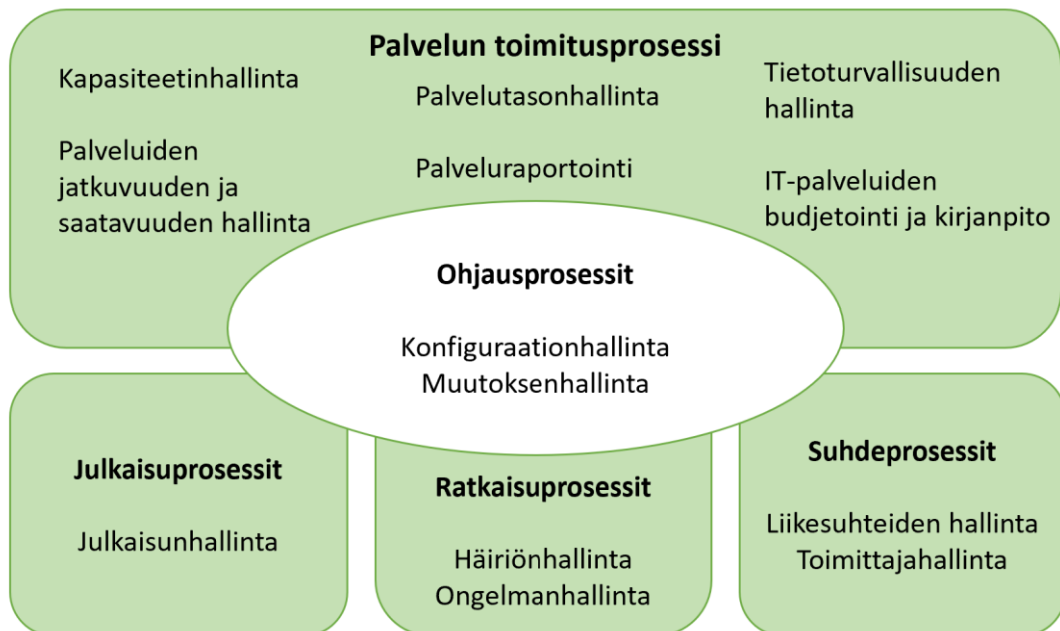 Palvelun toimitusprosessi
Kapasiteetinhallinta
Palveluiden
jatkuvuuden ja
saatavuuden hallinta
Palvelutasonhallinta
Palveluraportointi
Tietoturvallisuuden
hallinta
IT-palveluiden
budjetointi ja kirjanpito
Ohjausprosessit
Konfiguraationhallinta
Muutoksenhallinta
Julkaisuprosessit
Julkaisunhallinta
Ratkaisuprosessit
Häiriönhallinta
Ongelmanhallinta
Suhdeprosessit
Liikesuhteiden hallinta
Toimittajahallinta